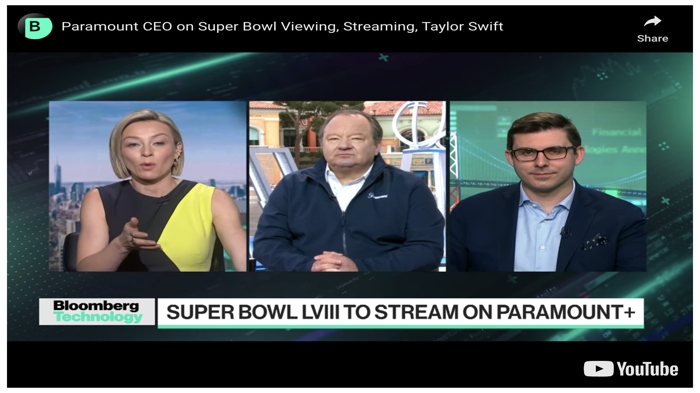 B
Paramount CEO on Super Bowl Viewing, Streaming, Taylor Swift
Share
Financial
Bloomberg
Technology
SUPER BOWL LVIII TO STREAM ON PARAMOUNT+
YouTube